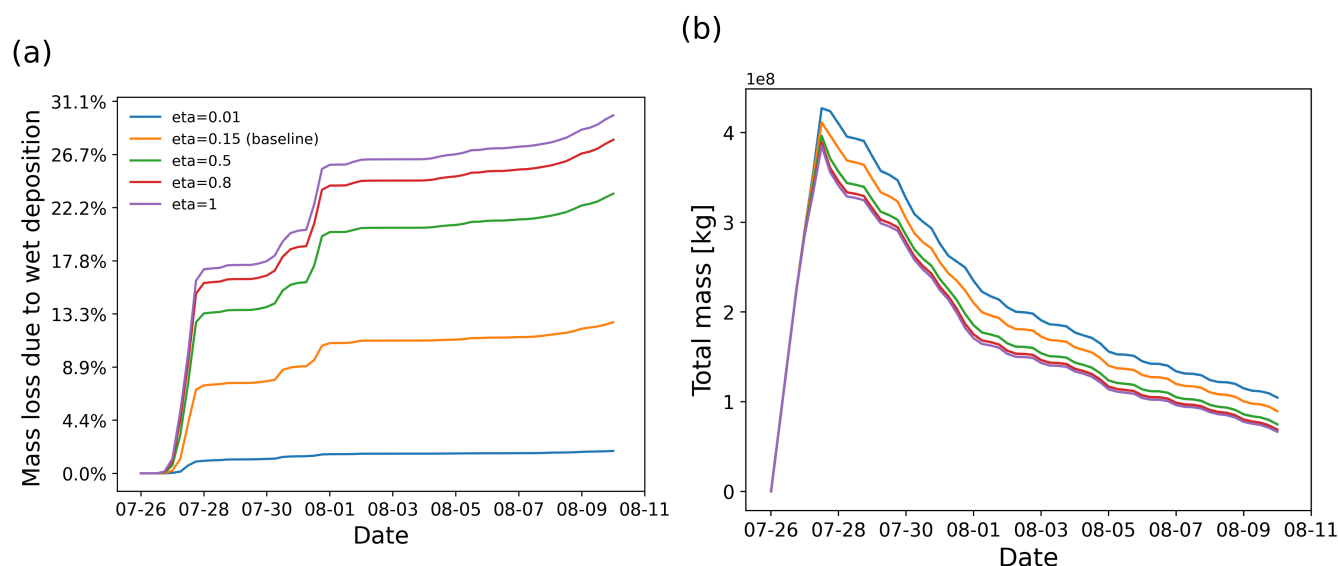 (a)
Mass loss due to wet deposition
31.1%
26.7%
22.2%
17.8%
13.3%
8.9%
4.4%
0.0%
eta=0.01
eta=0.15 (baseline)
eta=0.5
eta=0.8
eta=1
07-26 07-28 07-30 08-01 08-03 08-05 08-07 08-09 08-11
Date
(b)
1e8
Total mass [kg]
4
3
2
1
0
07-26 07-28 07-30 08-01 08-03 08-05 08-07 08-09 08-11
Date